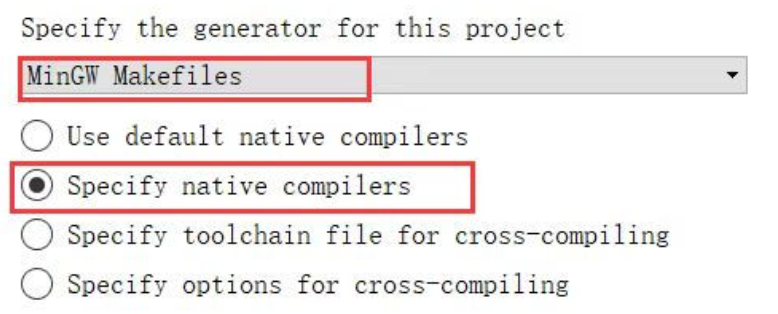 Specify the generator for this project
MinGW Makefiles
Use default native compilers
Specify native compilers
Specify toolchain file for cross-compiling
Specify options for cross-compiling